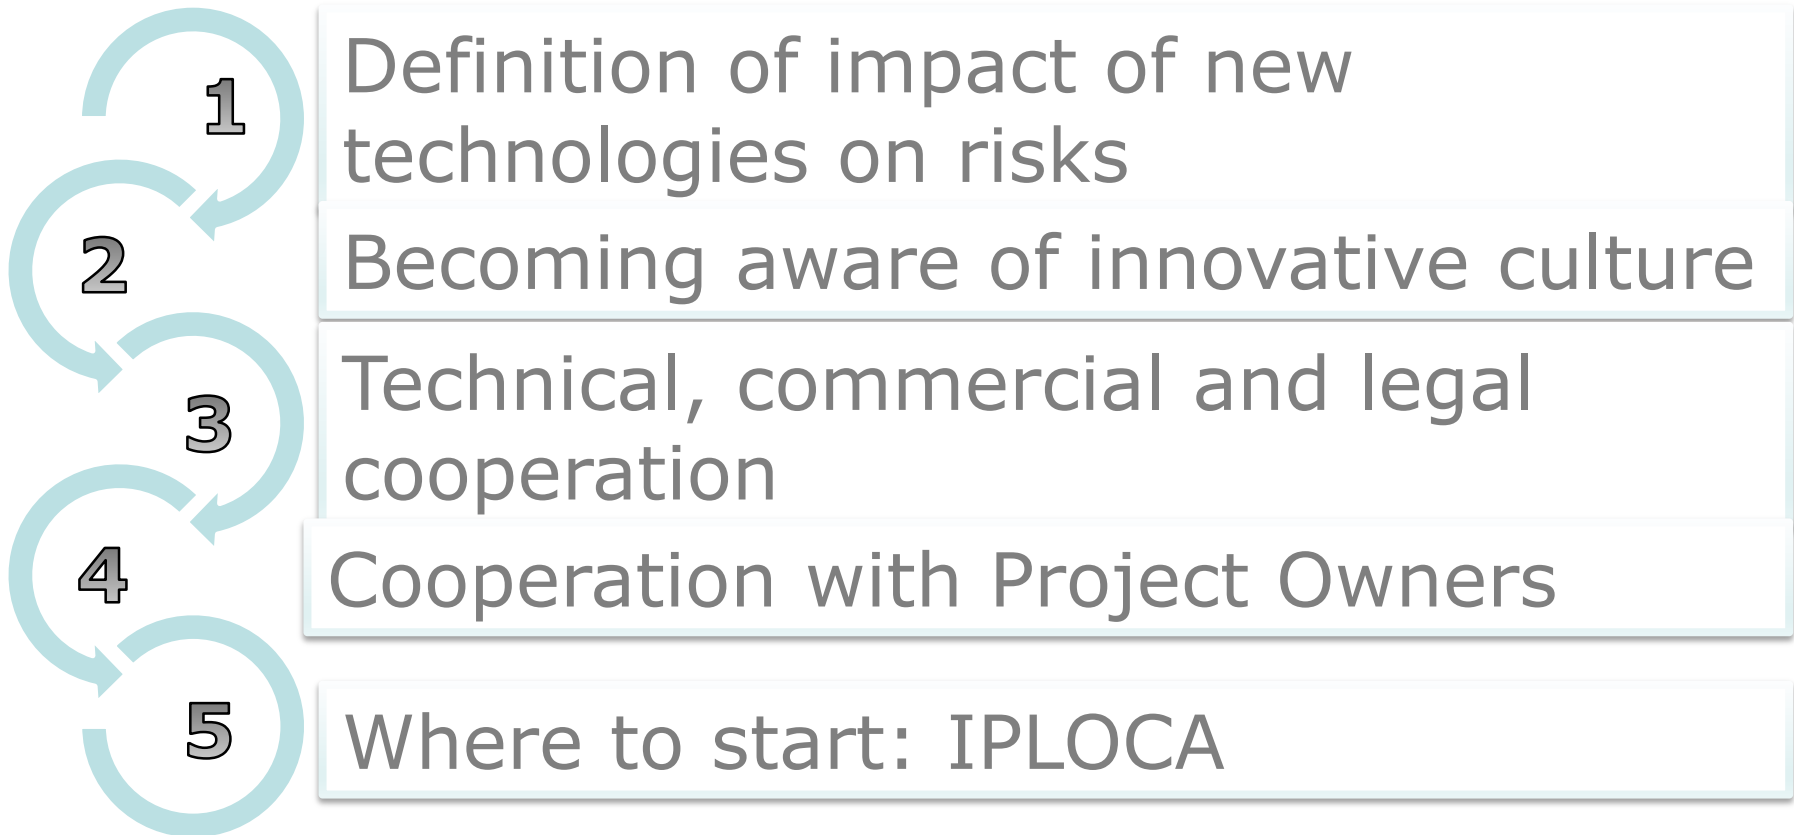 1
Definition of impact of new
technologies on risks
2
Becoming aware of innovative culture
3
Technical, commercial and legal
cooperation
4
Cooperation with Project Owners
5
Where to start: IPLOCA